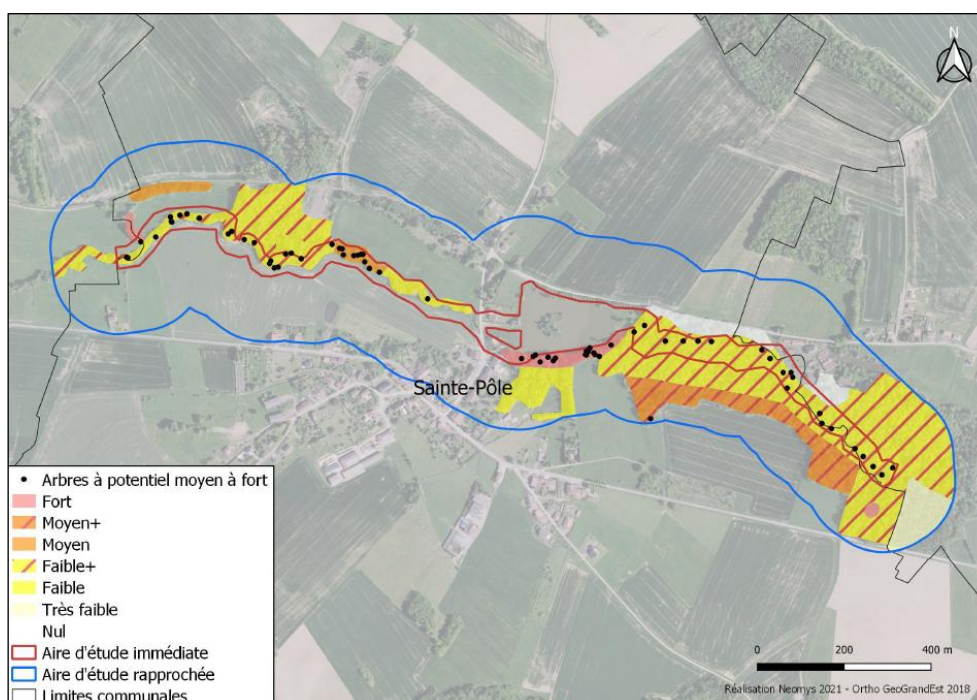 N
Sainte-Pôle
Arbres à potentiel moyen à fort
Fort
Moyen+
Moyen
Faible+
Faible
Très faible
Nul
Aire d'étude immédiate
Aire d'étude rapprochée
Limites communales
0 200 400 m
Réalisation Neomys 2021 - Ortho GeoGrandEst 2018